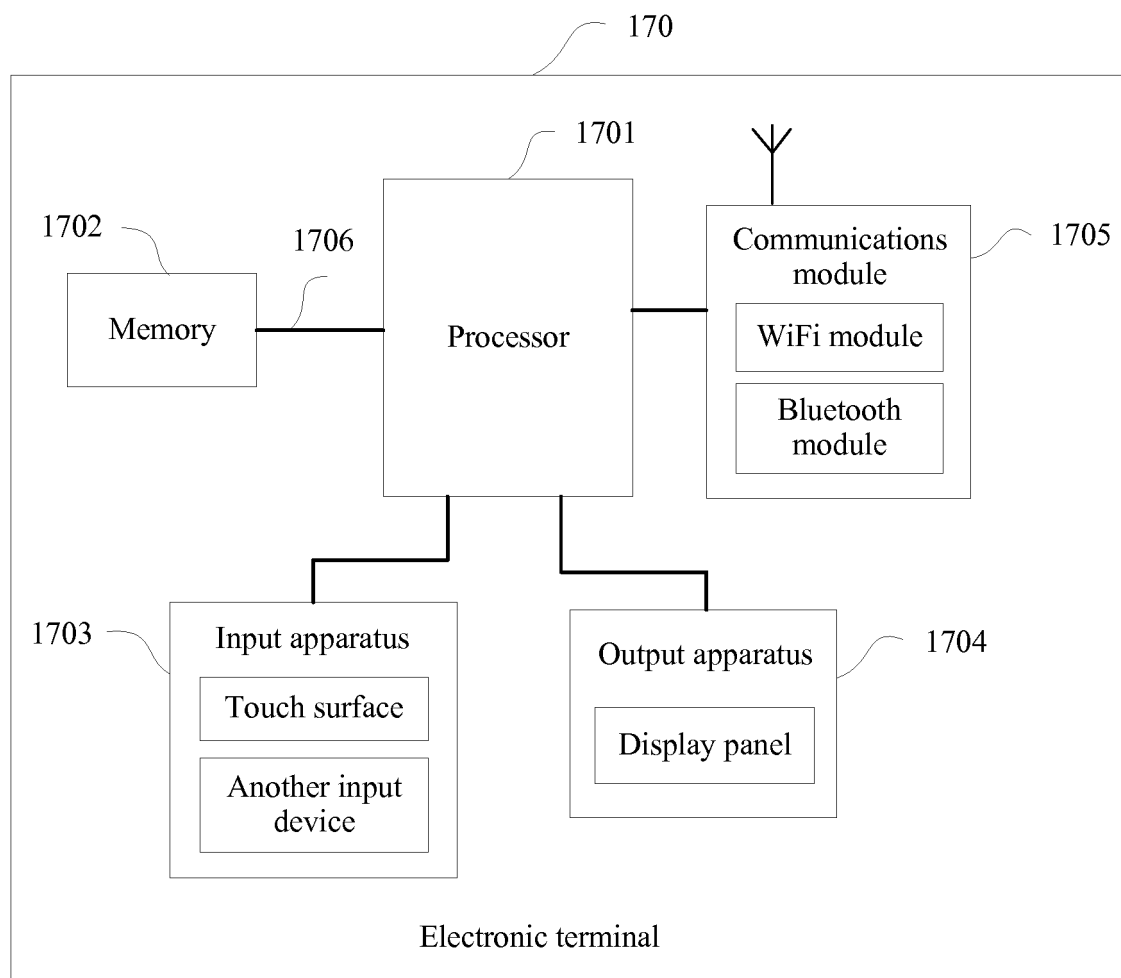 170
1701
1702
1706
1705
Communications
module
Memory
Processor
WiFi module
Bluetooth
module
1703
Input apparatus
Touch surface
Another input
device
1704
Output apparatus
Display panel
Electronic terminal